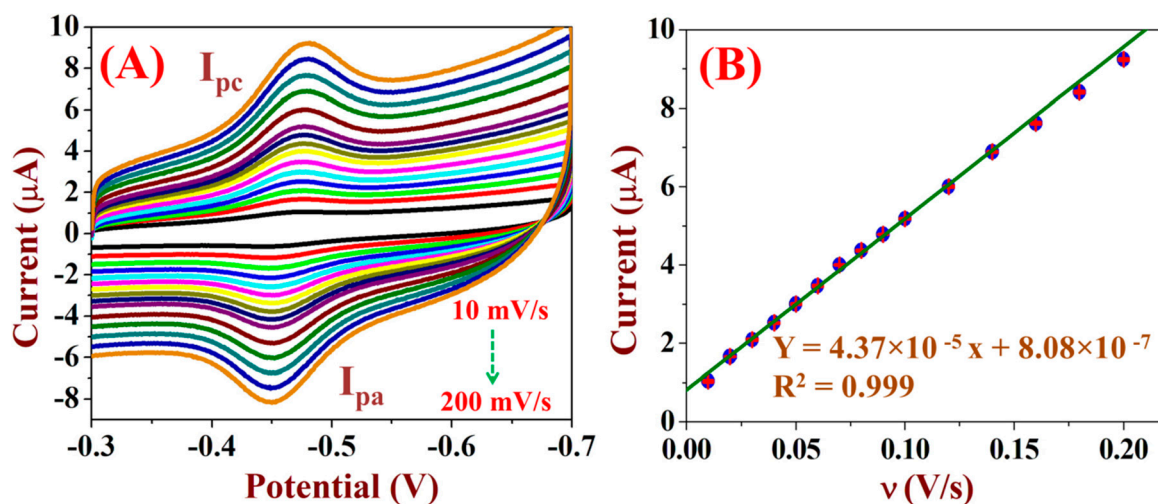 (A)
I_pc
I_pa
10 mV/s
200 mV/s
10
8
6
4
2
0
-2
-4
-6
-8
Current (μA)
-0.3 -0.4 -0.5 -0.6 -0.7
Potential (V)
(B)
Y = 4.37×10 ⁻⁵ x + 8.08×10 ⁻⁷
R² = 0.999
10
8
6
4
2
0
Current (μA)
0.00 0.05 0.10 0.15 0.20
ν (V/s)